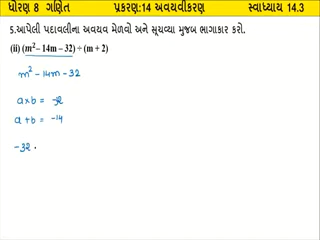 ધોરણ 8 ગણિત પ્રકરણ:14 અવયવીકરણ સ્વાધ્યાય 14.3
5.આપેલી પદાવલીના અવયવ મેળવો અને સૂચવ્યા મુજબ ભાગાકાર કરો.
(ii) (m² – 14m – 32) ÷ (m + 2)
m² – 14m – 32
a×b = -32
a+b = -14
-32